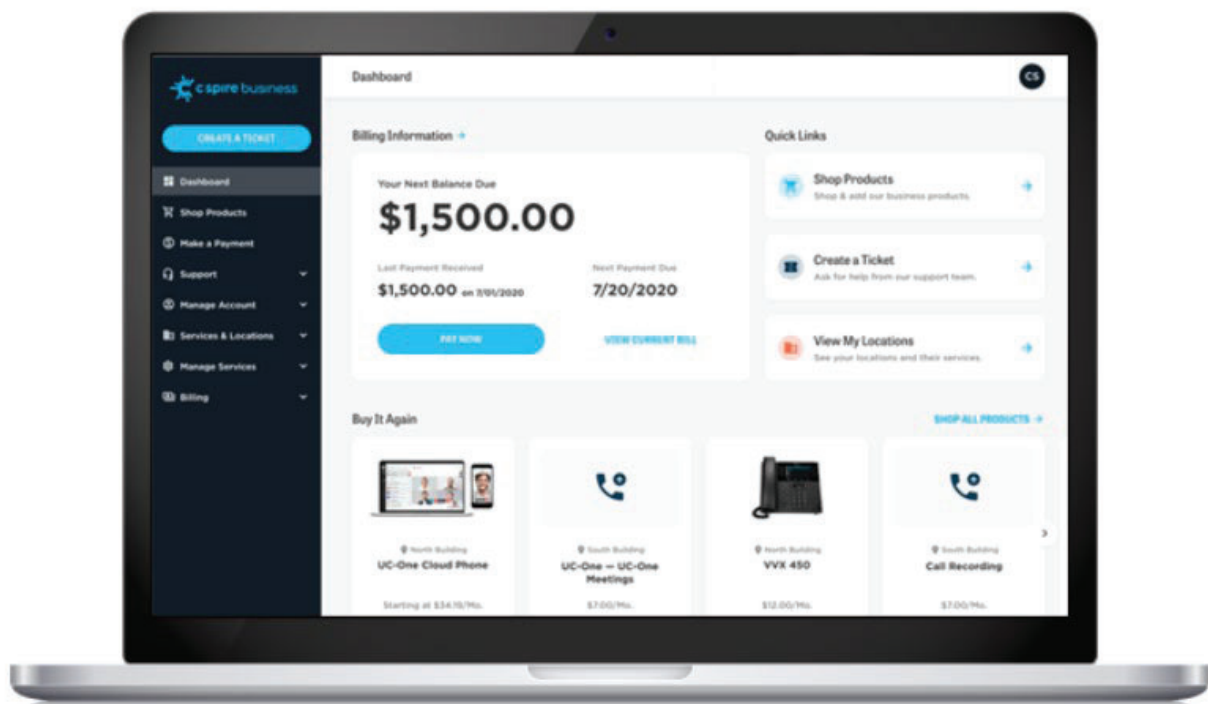 c spire business
CREATE A TICKET
Dashboard
Shop Products
Make a Payment
Support
Manage Account
Services & Locations
Manage Services
Billing
Dashboard
CS
Billing Information
Your Next Balance Due
$1,500.00
Last Payment Received
$1,500.00 on 7/01/2020
Next Payment Due
7/20/2020
PAY NOW
VIEW CURRENT BILL
Quick Links
Shop Products
Shop & add our business products.
Create a Ticket
Ask for help from our support team.
View My Locations
See your locations and their services.
Buy It Again
SHOP ALL PRODUCTS
North Building
UC-One Cloud Phone
Starting at $34.19/Mo.
South Building
UC-One — UC-One
Meetings
$7.00/Mo.
North Building
VVX 450
$12.00/Mo.
South Building
Call Recording
$7.00/Mo.